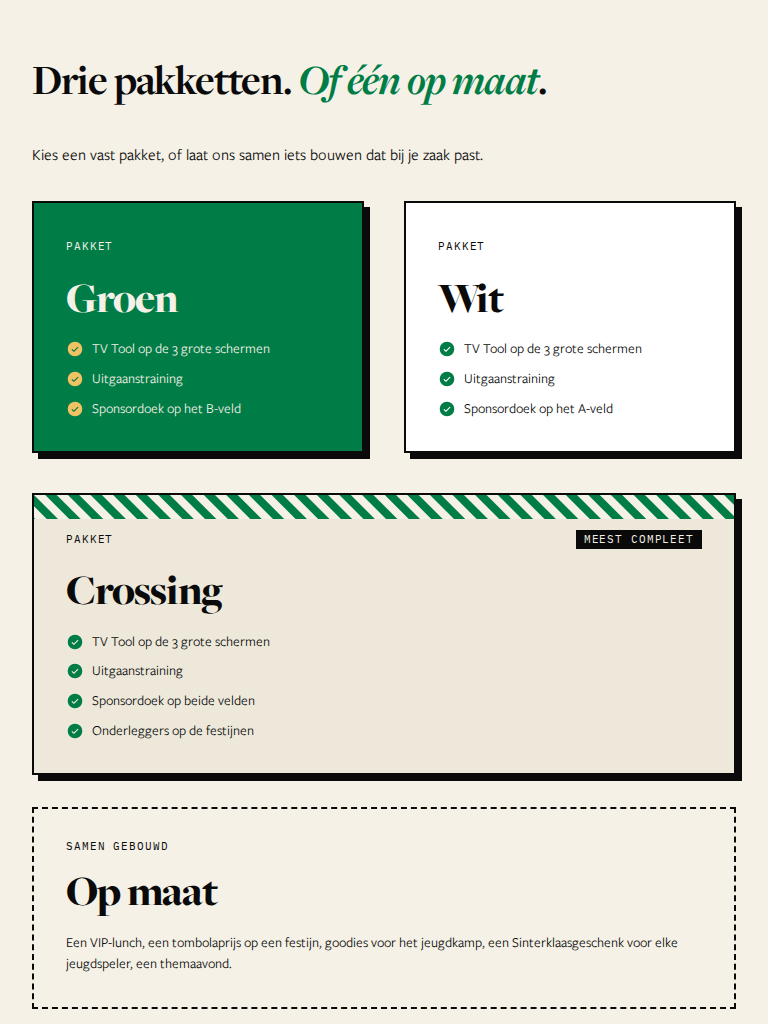 Drie pakketten. Of één op maat.
Kies een vast pakket, of laat ons samen iets bouwen dat bij je zaak past.
PAKKET
Groen
TV Tool op de 3 grote schermen
Uitgaanstraining
Sponsordoek op het B-veld
PAKKET
Wit
TV Tool op de 3 grote schermen
Uitgaanstraining
Sponsordoek op het A-veld
PAKKET
MEEST COMPLEET
Crossing
TV Tool op de 3 grote schermen
Uitgaanstraining
Sponsordoek op beide velden
Onderleggers op de festijnen
SAMEN GEBOUWD
Op maat
Een VIP-lunch, een tombolaprijs op een festijn, goodies voor het jeugdkamp, een Sinterklaasgeschenk voor elke
jeugdspeler, een themaavond.